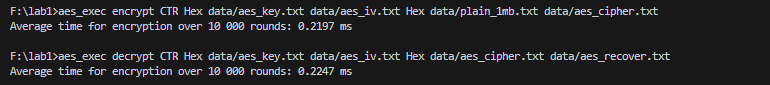 F:\lab1>aes_exec encrypt CTR Hex data/aes_key.txt data/aes_iv.txt Hex data/plain_1mb.txt data/aes_cipher.txt
Average time for encryption over 10 000 rounds: 0.2197 ms
F:\lab1>aes_exec decrypt CTR Hex data/aes_key.txt data/aes_iv.txt Hex data/aes_cipher.txt data/aes_recover.txt
Average time for encryption over 10 000 rounds: 0.2247 ms